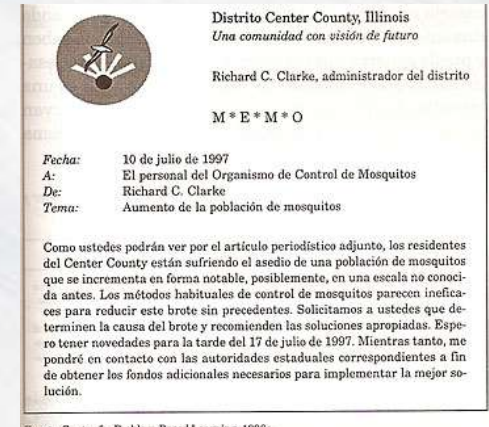 Distrito Center County, Illinois
Una comunidad con visión de futuro
Richard C. Clarke, administrador del distrito
M * E * M * O
Fecha: 10 de julio de 1997
A: El personal del Organismo de Control de Mosquitos
De: Richard C. Clarke
Tema: Aumento de la población de mosquitos
Como ustedes podrán ver por el artículo periodístico adjunto, los residentes
del Center County están sufriendo el asedio de una población de mosquitos
que se incrementa en forma notable, posiblemente, en una escala no conoci-
da antes. Los métodos habituales de control de mosquitos parecen inefica-
ces para reducir este brote sin precedentes. Solicitamos a ustedes que de-
terminen la causa del brote y recomienden las soluciones apropiadas. Espe-
ro tener novedades para la tarde del 17 de julio de 1997. Mientras tanto, me
pondré en contacto con las autoridades estaduales correspondientes a fin
de obtener los fondos adicionales necesarios para implementar la mejor so-
lución.